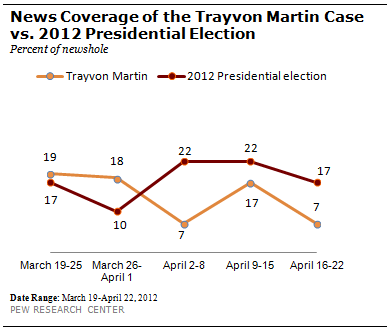 News Coverage of the Trayvon Martin Case
vs. 2012 Presidential Election
Percent of newshole
Trayvon Martin
2012 Presidential election
19
18
22
22
17
17
10
7
17
7
March 19-25
March 26-
April 1
April 2-8
April 9-15
April 16-22
Date Range: March 19-April 22, 2012
PEW RESEARCH CENTER